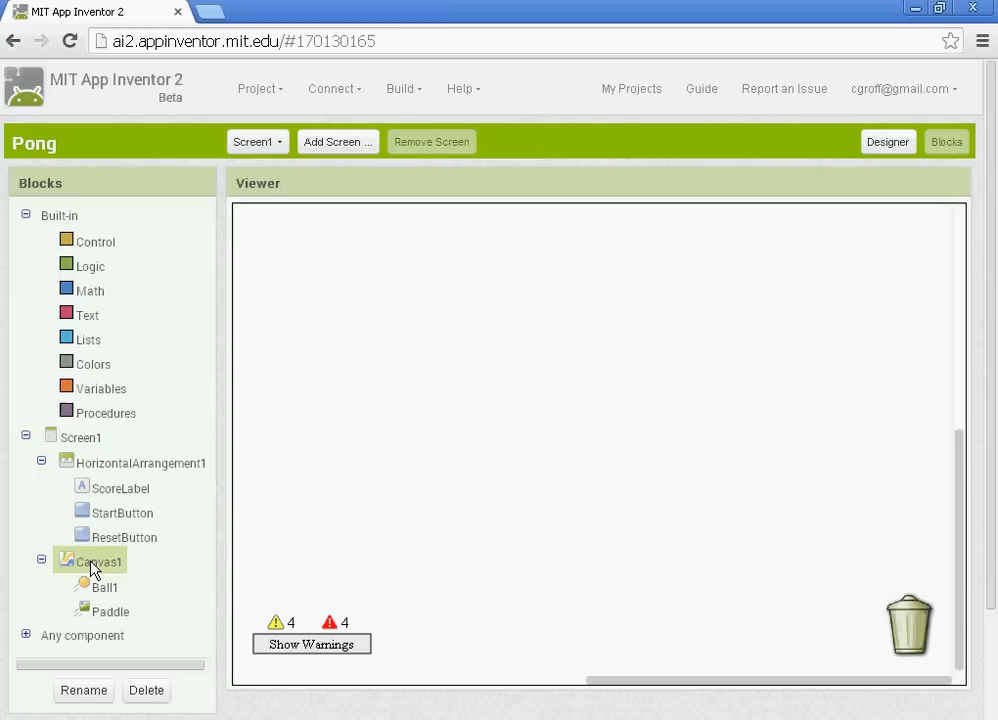 MIT App Inventor 2
ai2.appinventor.mit.edu/#170130165
MIT App Inventor 2
Beta
Project
Connect
Build
Help
My Projects
Guide
Report an Issue
cgroff@gmail.com
Pong
Screen1
Add Screen ...
Remove Screen
Designer
Blocks
Blocks
Viewer
Built-in
Control
Logic
Math
Text
Lists
Colors
Variables
Procedures
Screen1
HorizontalArrangement1
A ScoreLabel
StartButton
ResetButton
Canvas1
Ball1
Paddle
Any component
Rename
Delete
4
4
Show Warnings